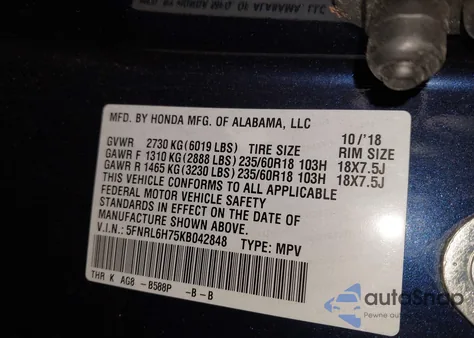 MFD. BY HONDA MFG. OF ALABAMA, LLC
10/'18
GVWR 2730 KG (6019 LBS) TIRE SIZE RIM SIZE
GAWR F 1310 KG (2888 LBS) 235/60R18 103H 18X7.5J
GAWR R 1465 KG (3230 LBS) 235/60R18 103H 18X7.5J
THIS VEHICLE CONFORMS TO ALL APPLICABLE
FEDERAL MOTOR VEHICLE SAFETY
STANDARDS IN EFFECT ON THE DATE OF
MANUFACTURE SHOWN ABOVE.
V.I.N.: 5FNRL6H75KB042848 TYPE: MPV
THR K AG8 -B588P -B-B
autoSnap
Pewne auto